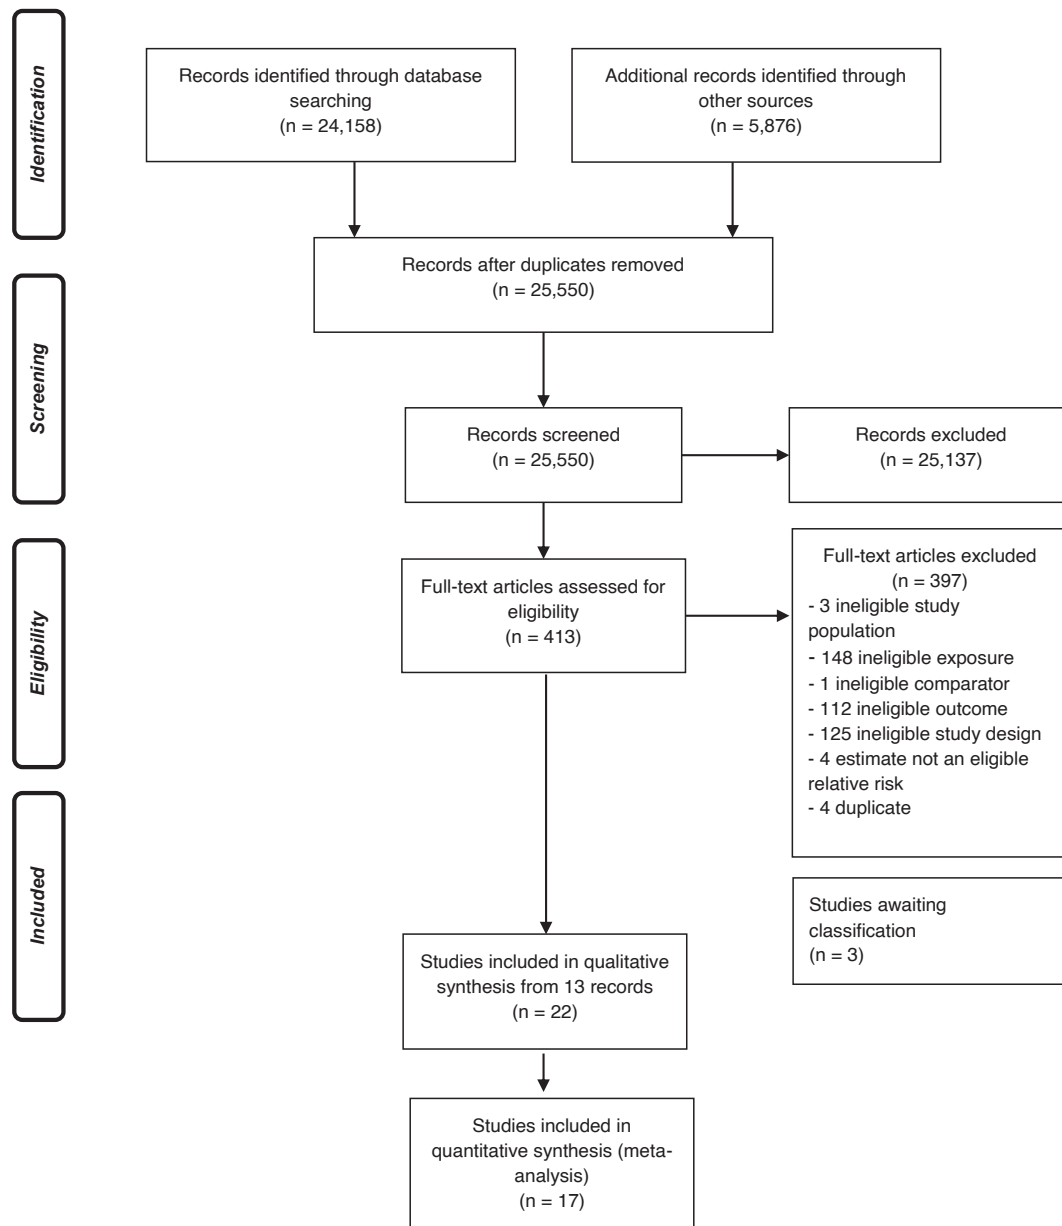 Identification
Records identified through database
searching
(n = 24,158)
Additional records identified through
other sources
(n = 5,876)
Records after duplicates removed
(n = 25,550)
Screening
Records screened
(n = 25,550)
Records excluded
(n = 25,137)
Eligibility
Full-text articles assessed for
eligibility
(n = 413)
Full-text articles excluded
(n = 397)
- 3 ineligible study
population
- 148 ineligible exposure
- 1 ineligible comparator
- 112 ineligible outcome
- 125 ineligible study design
- 4 estimate not an eligible
relative risk
- 4 duplicate
Included
Studies awaiting
classification
(n = 3)
Studies included in qualitative
synthesis from 13 records
(n = 22)
Studies included in
quantitative synthesis (meta-
analysis)
(n = 17)